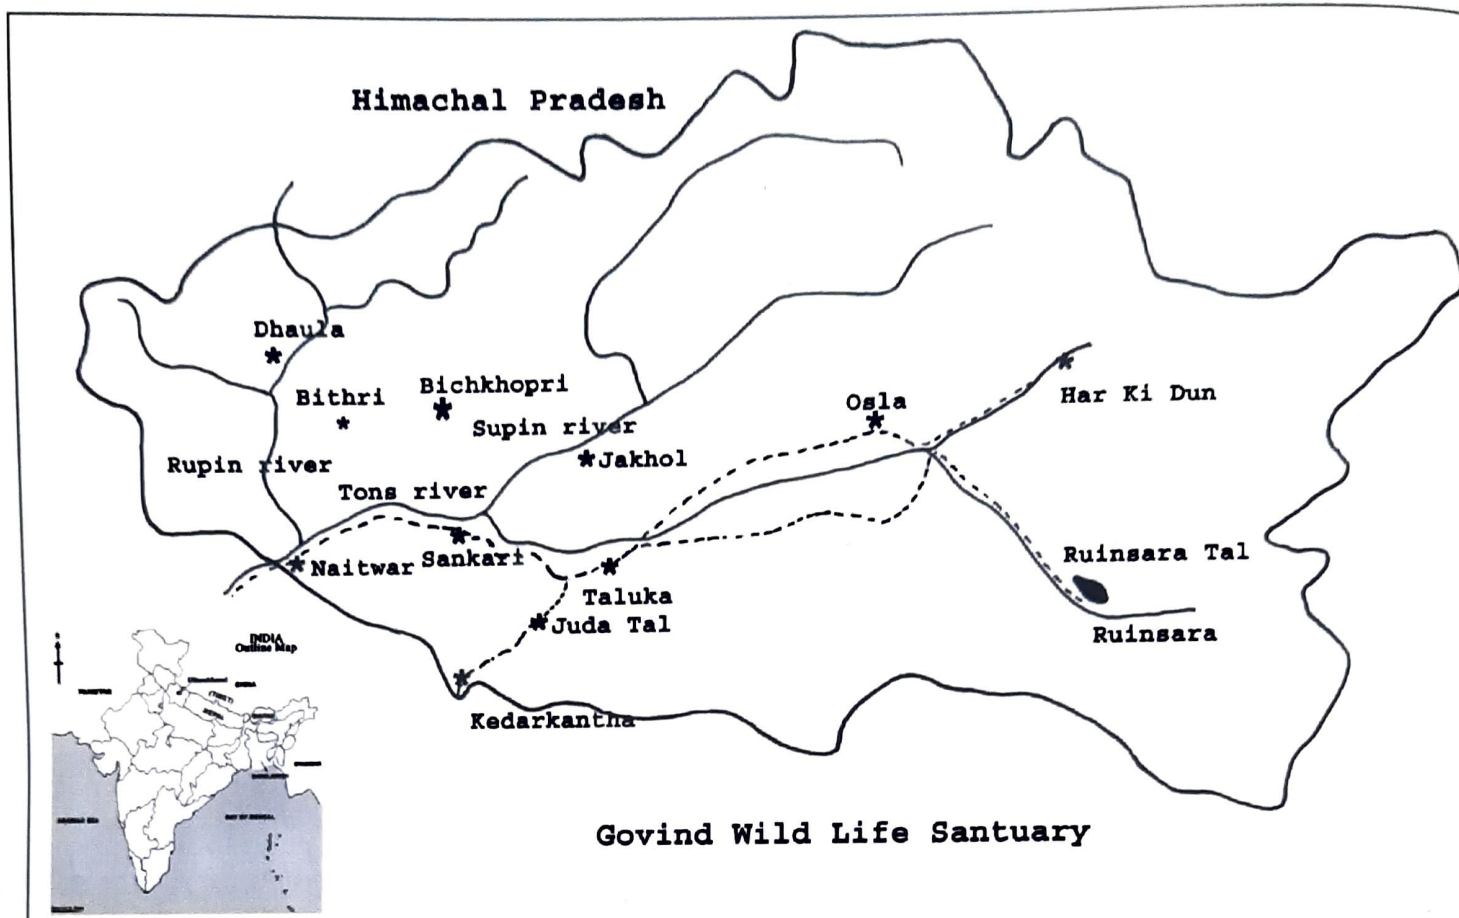 Himachal Pradesh
Dhaula
Bithri
Bichkhopri
Supin river
Osla
Har Ki Dun
Rupin river
Jakhol
Tons river
Naitwar
Sankari
Taluka
Juda Tal
Ruinsara Tal
Ruinsara
Kedarkantha
INDIA
Outline Map
Govind Wild Life Santuary